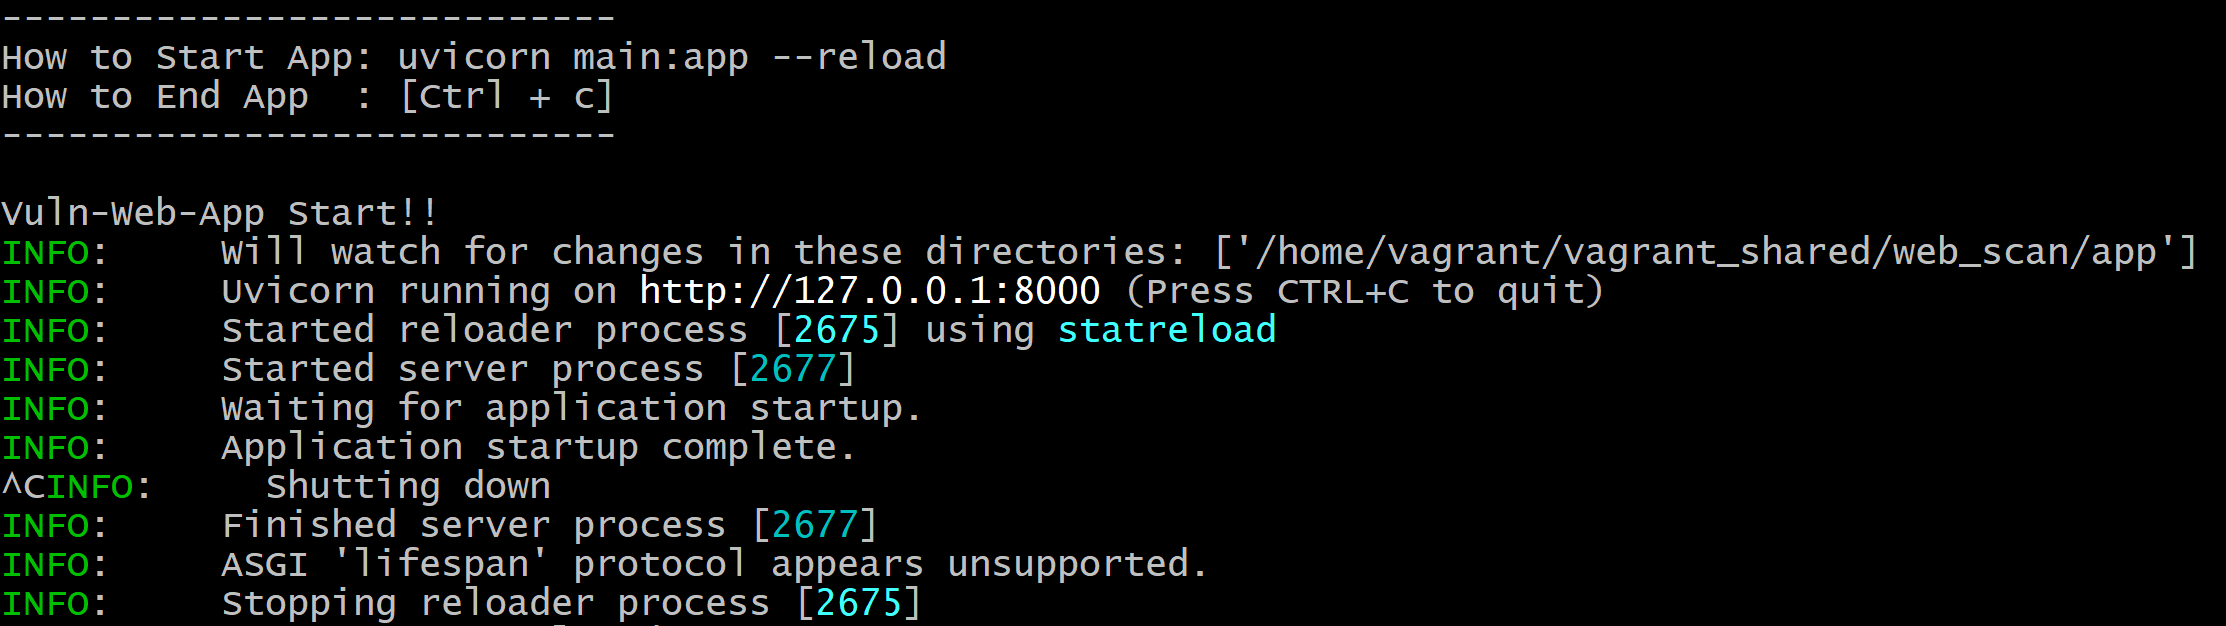 ----------------------------
How to Start App: uvicorn main:app --reload
How to End App  : [Ctrl + c]
----------------------------
Vuln-Web-App Start!!
INFO:     Will watch for changes in these directories: ['/home/vagrant/vagrant_shared/web_scan/app']
INFO:     Uvicorn running on http://127.0.0.1:8000 (Press CTRL+C to quit)
INFO:     Started reloader process [2675] using statreload
INFO:     Started server process [2677]
INFO:     Waiting for application startup.
INFO:     Application startup complete.
^CINFO:     Shutting down
INFO:     Finished server process [2677]
INFO:     ASGI 'lifespan' protocol appears unsupported.
INFO:     Stopping reloader process [2675]